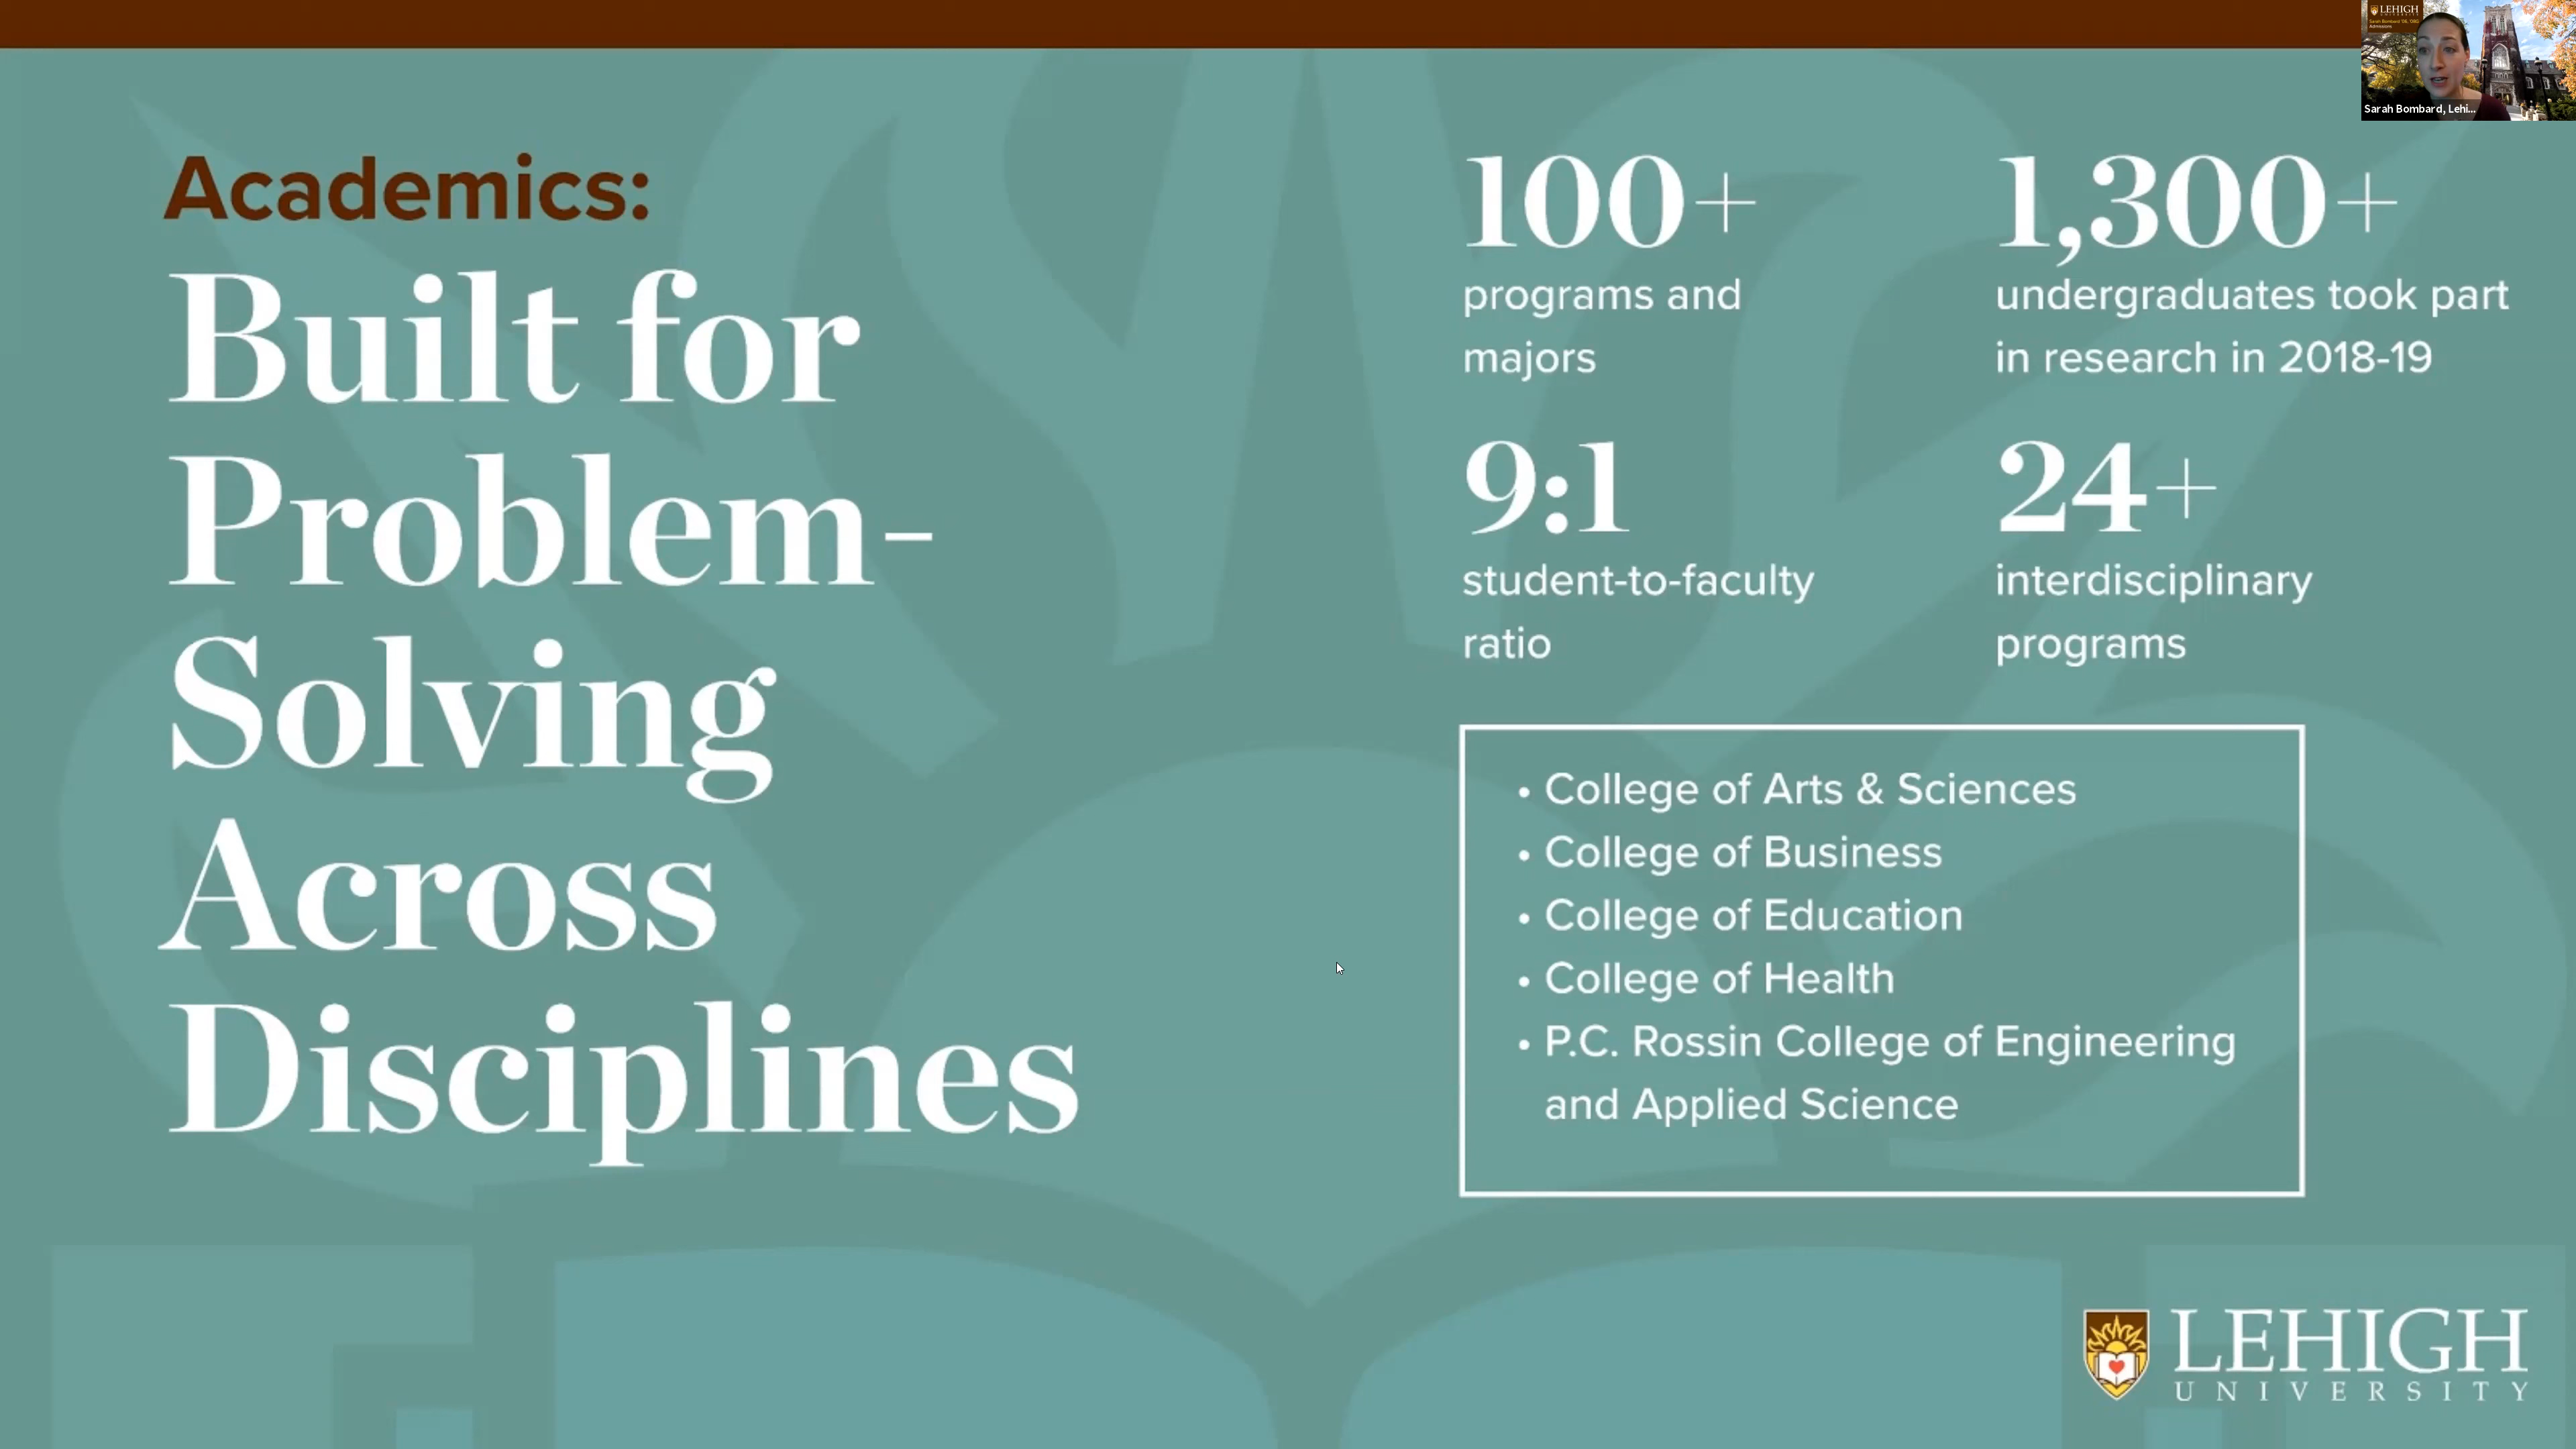 Academics:
Built for
Problem-
Solving
Across
Disciplines
100+
programs and
majors
1,300+
undergraduates took part
in research in 2018-19
9:1
student-to-faculty
ratio
24+
interdisciplinary
programs
• College of Arts & Sciences
• College of Business
• College of Education
• College of Health
• P.C. Rossin College of Engineering
and Applied Science
LEHIGH
UNIVERSITY
LEHIGH
Admissions
Sarah Bombard, Lehi...